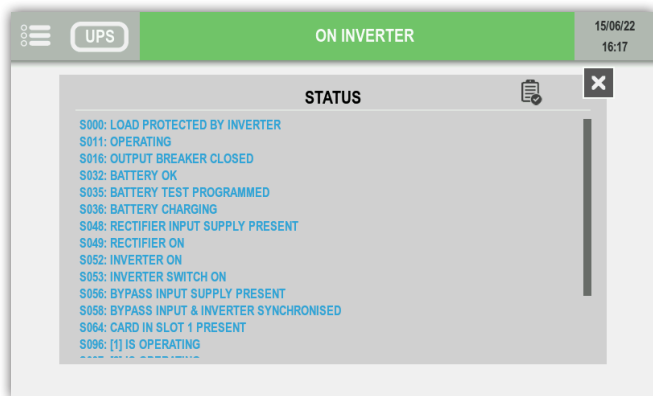 UPS
ON INVERTER
15/06/22
16:17
STATUS
S000: LOAD PROTECTED BY INVERTER
S011: OPERATING
S016: OUTPUT BREAKER CLOSED
S032: BATTERY OK
S035: BATTERY TEST PROGRAMMED
S036: BATTERY CHARGING
S048: RECTIFIER INPUT SUPPLY PRESENT
S049: RECTIFIER ON
S052: INVERTER ON
S053: INVERTER SWITCH ON
S056: BYPASS INPUT SUPPLY PRESENT
S058: BYPASS INPUT & INVERTER SYNCHRONISED
S064: CARD IN SLOT 1 PRESENT
S096: [1] IS OPERATING